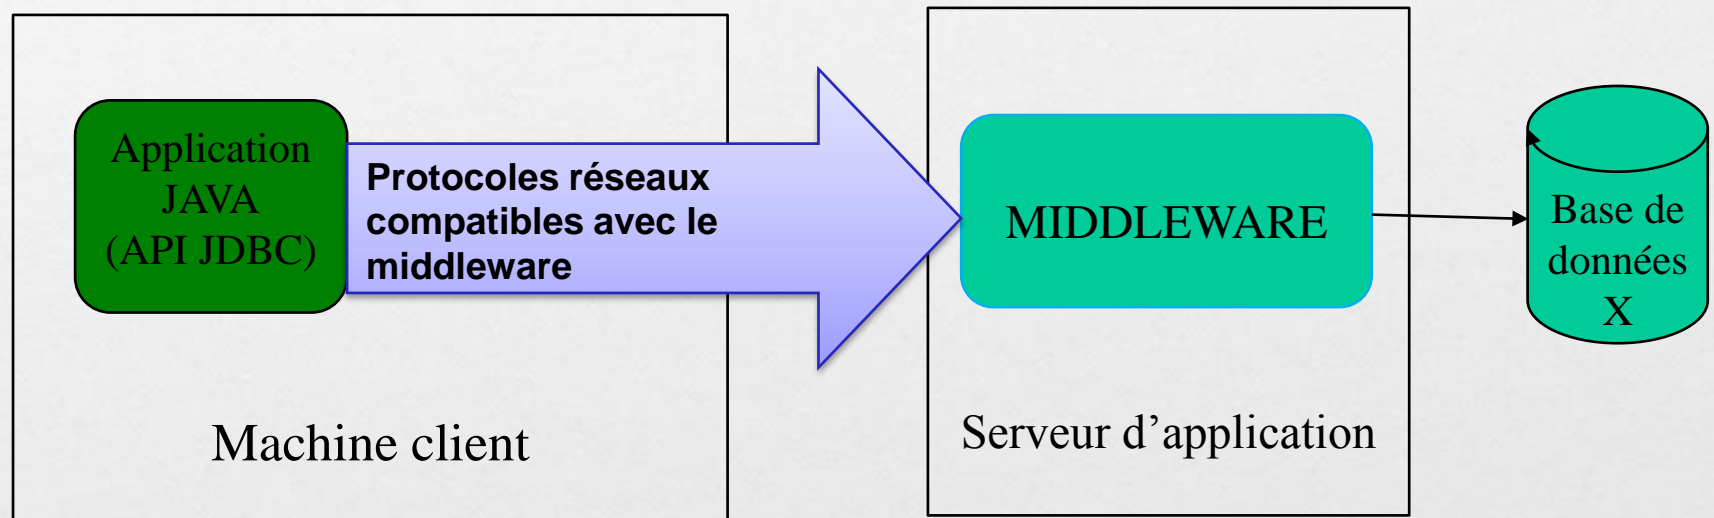 Application
JAVA
(API JDBC)
Protocoles réseaux
compatibles avec le
middleware
MIDDLEWARE
Base de
données
X
Machine client
Serveur d’application